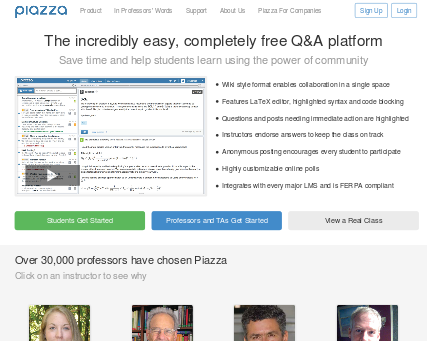 piazza Product In Professors' Words Support About Us Piazza For Companies Sign Up Login
The incredibly easy, completely free Q&A platform
Save time and help students learn using the power of community
Wiki style format enables collaboration in a single space
Features LaTeX editor, highlighted syntax and code blocking
Questions and posts needing immediate action are highlighted
Instructors endorse answers to keep the class on track
Anonymous posting encourages every student to participate
Highly customizable online polls
Integrates with every major LMS and is FERPA compliant
Students Get Started Professors and TAs Get Started View a Real Class
Over 30,000 professors have chosen Piazza
Click on an instructor to see why